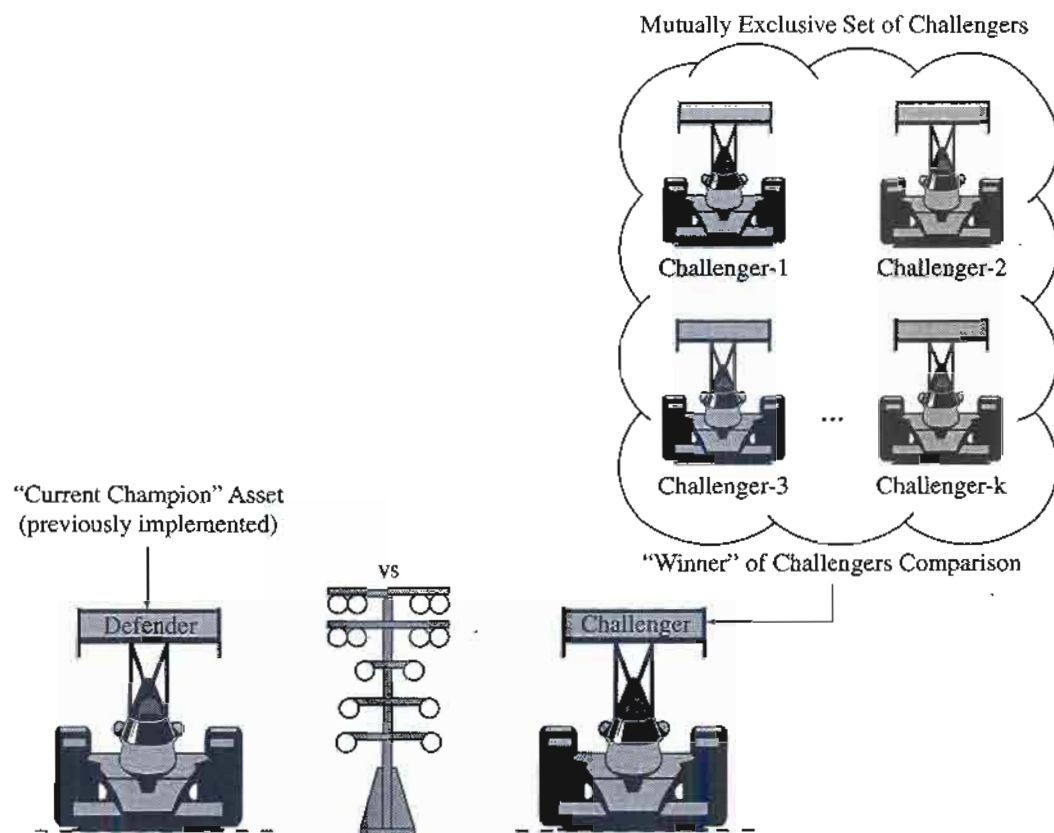 Mutually Exclusive Set of Challengers
Challenger-1
Challenger-2
...
Challenger-3
Challenger-k
"Current Champion" Asset
(previously implemented)
"Winner" of Challengers Comparison
vs
Defender
Challenger